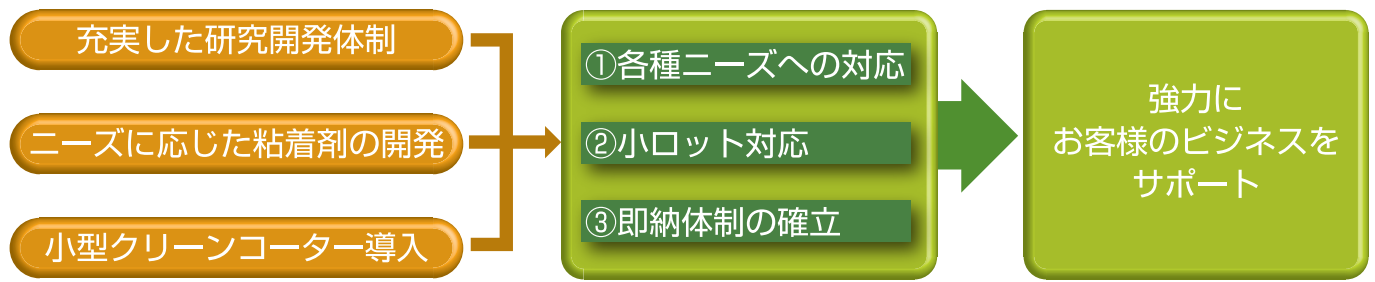 充実した研究開発体制
ニーズに応じた粘着剤の開発
小型クリーンコーター導入
①各種ニーズへの対応
②小ロット対応
③即納体制の確立
強力に
お客様のビジネスを
サポート